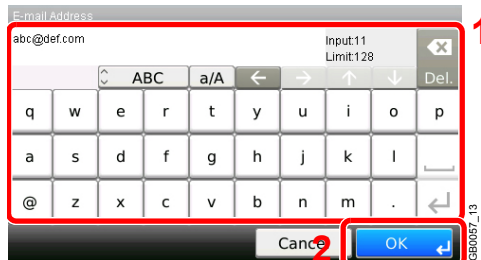 E-mail Address
abc@def.com
Input:11
Limit:128
1
ABC a/A ← → ↑ ↓ Del.
q w e r t y u i o p
a s d f g h j k l
@ z x c v b n m .
2
Cancel OK
GB0057_13